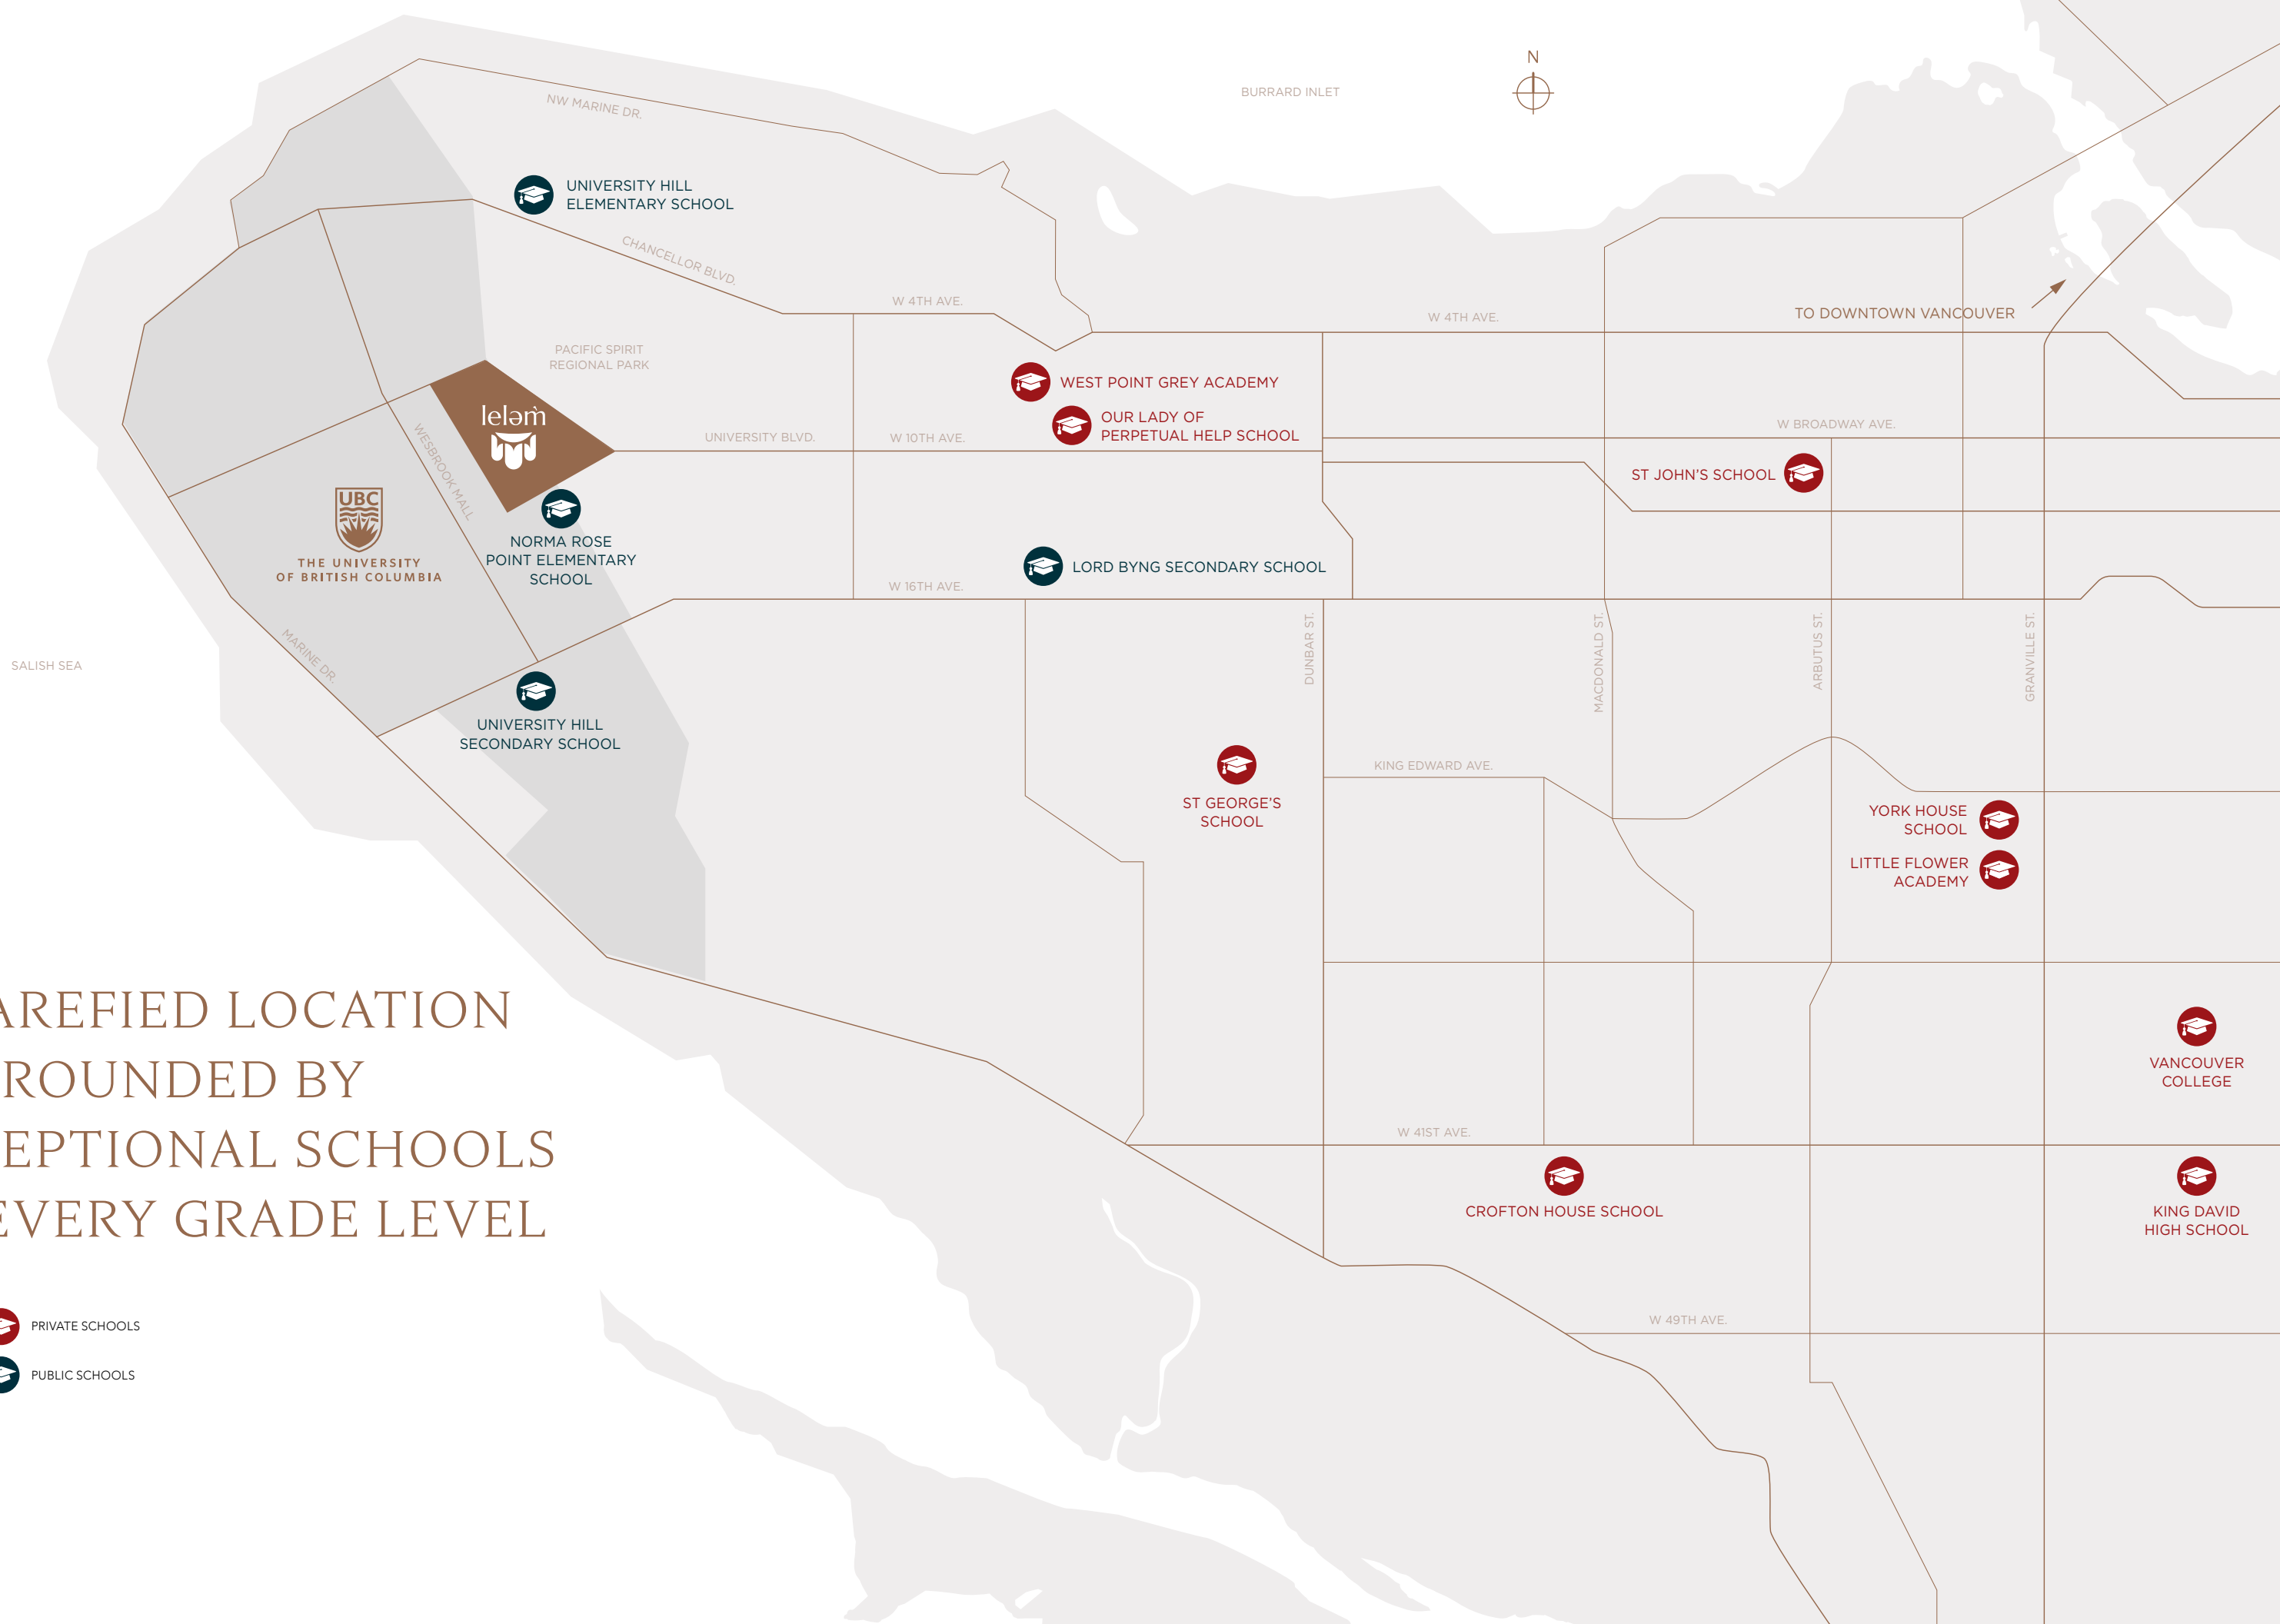 N
BURRARD INLET
NW MARINE DR.
UNIVERSITY HILL
ELEMENTARY SCHOOL
CHANCELLOR BLVD.
W 4TH AVE.
W 4TH AVE.
TO DOWNTOWN VANCOUVER
PACIFIC SPIRIT
REGIONAL PARK
WEST POINT GREY ACADEMY
OUR LADY OF
PERPETUAL HELP SCHOOL
leləm̓
UNIVERSITY BLVD.
W 10TH AVE.
W BROADWAY AVE.
WESBROOK MALL
ST JOHN'S SCHOOL
UBC
THE UNIVERSITY
OF BRITISH COLUMBIA
NORMA ROSE
POINT ELEMENTARY
SCHOOL
LORD BYNG SECONDARY SCHOOL
W 16TH AVE.
SALISH SEA
MARINE DR.
DUNBAR ST.
MACDONALD ST.
ARBUTUS ST.
GRANVILLE ST.
UNIVERSITY HILL
SECONDARY SCHOOL
KING EDWARD AVE.
ST GEORGE'S
SCHOOL
YORK HOUSE
SCHOOL
LITTLE FLOWER
ACADEMY
AREFIED LOCATION
ROUNDED BY
EPTIONAL SCHOOLS
EVERY GRADE LEVEL
VANCOUVER
COLLEGE
W 41ST AVE.
CROFTON HOUSE SCHOOL
KING DAVID
HIGH SCHOOL
W 49TH AVE.
PRIVATE SCHOOLS
PUBLIC SCHOOLS